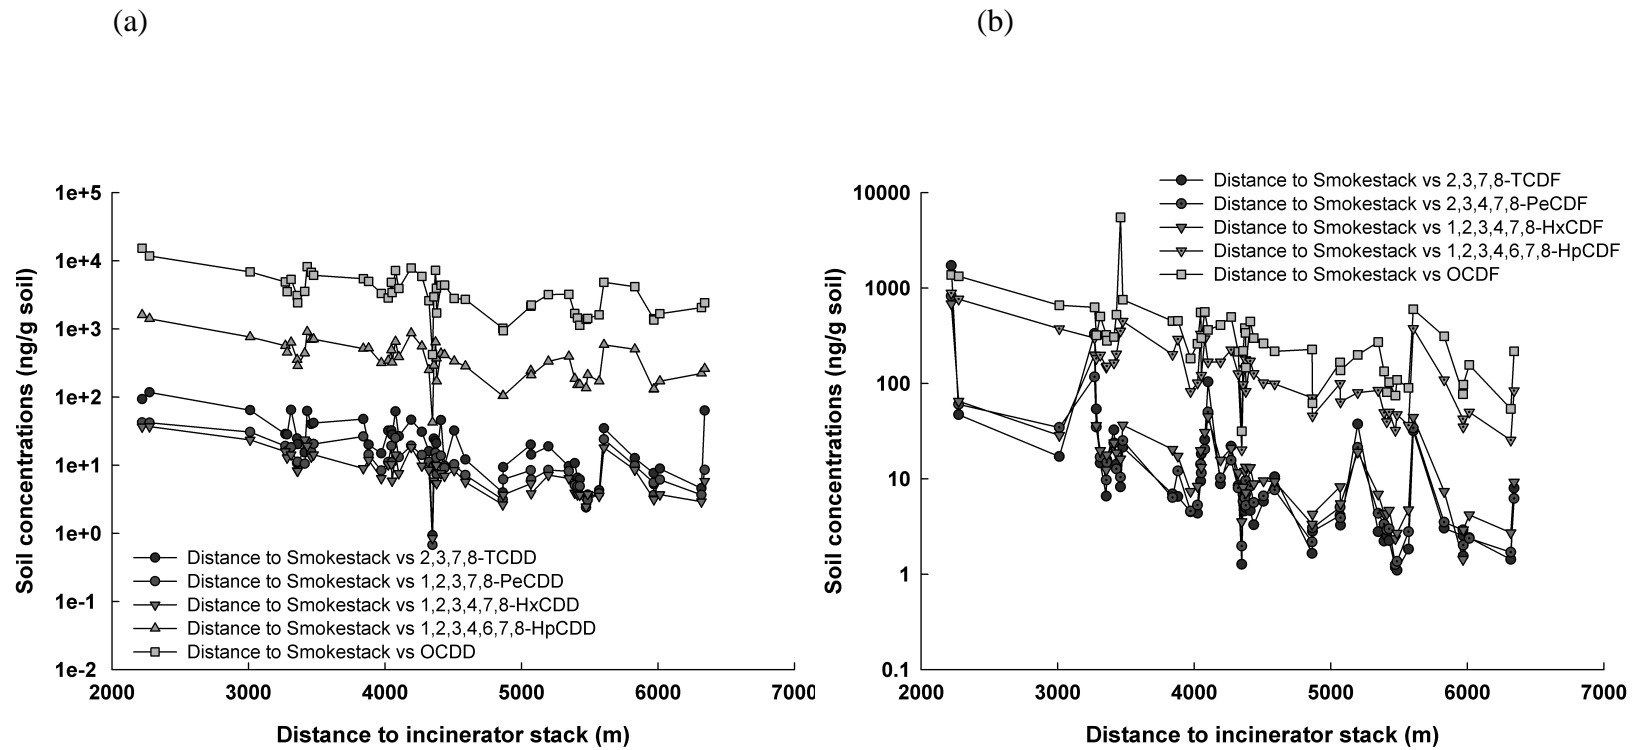 (a)
(b)
Soil concentrations (ng/g soil)
1e+5
1e+4
1e+3
1e+2
1e+1
1e+0
1e-1
1e-2
Distance to Smokestack vs 2,3,7,8-TCDD
Distance to Smokestack vs 1,2,3,7,8-PeCDD
Distance to Smokestack vs 1,2,3,4,7,8-HxCDD
Distance to Smokestack vs 1,2,3,4,6,7,8-HpCDD
Distance to Smokestack vs OCDD
2000 3000 4000 5000 6000 7000
Distance to incinerator stack (m)
Soil concentrations (ng/g soil)
10000
1000
100
10
1
0.1
Distance to Smokestack vs 2,3,7,8-TCDF
Distance to Smokestack vs 2,3,4,7,8-PeCDF
Distance to Smokestack vs 1,2,3,4,7,8-HxCDF
Distance to Smokestack vs 1,2,3,4,6,7,8-HpCDF
Distance to Smokestack vs OCDF
2000 3000 4000 5000 6000 7000
Distance to incinerator stack (m)